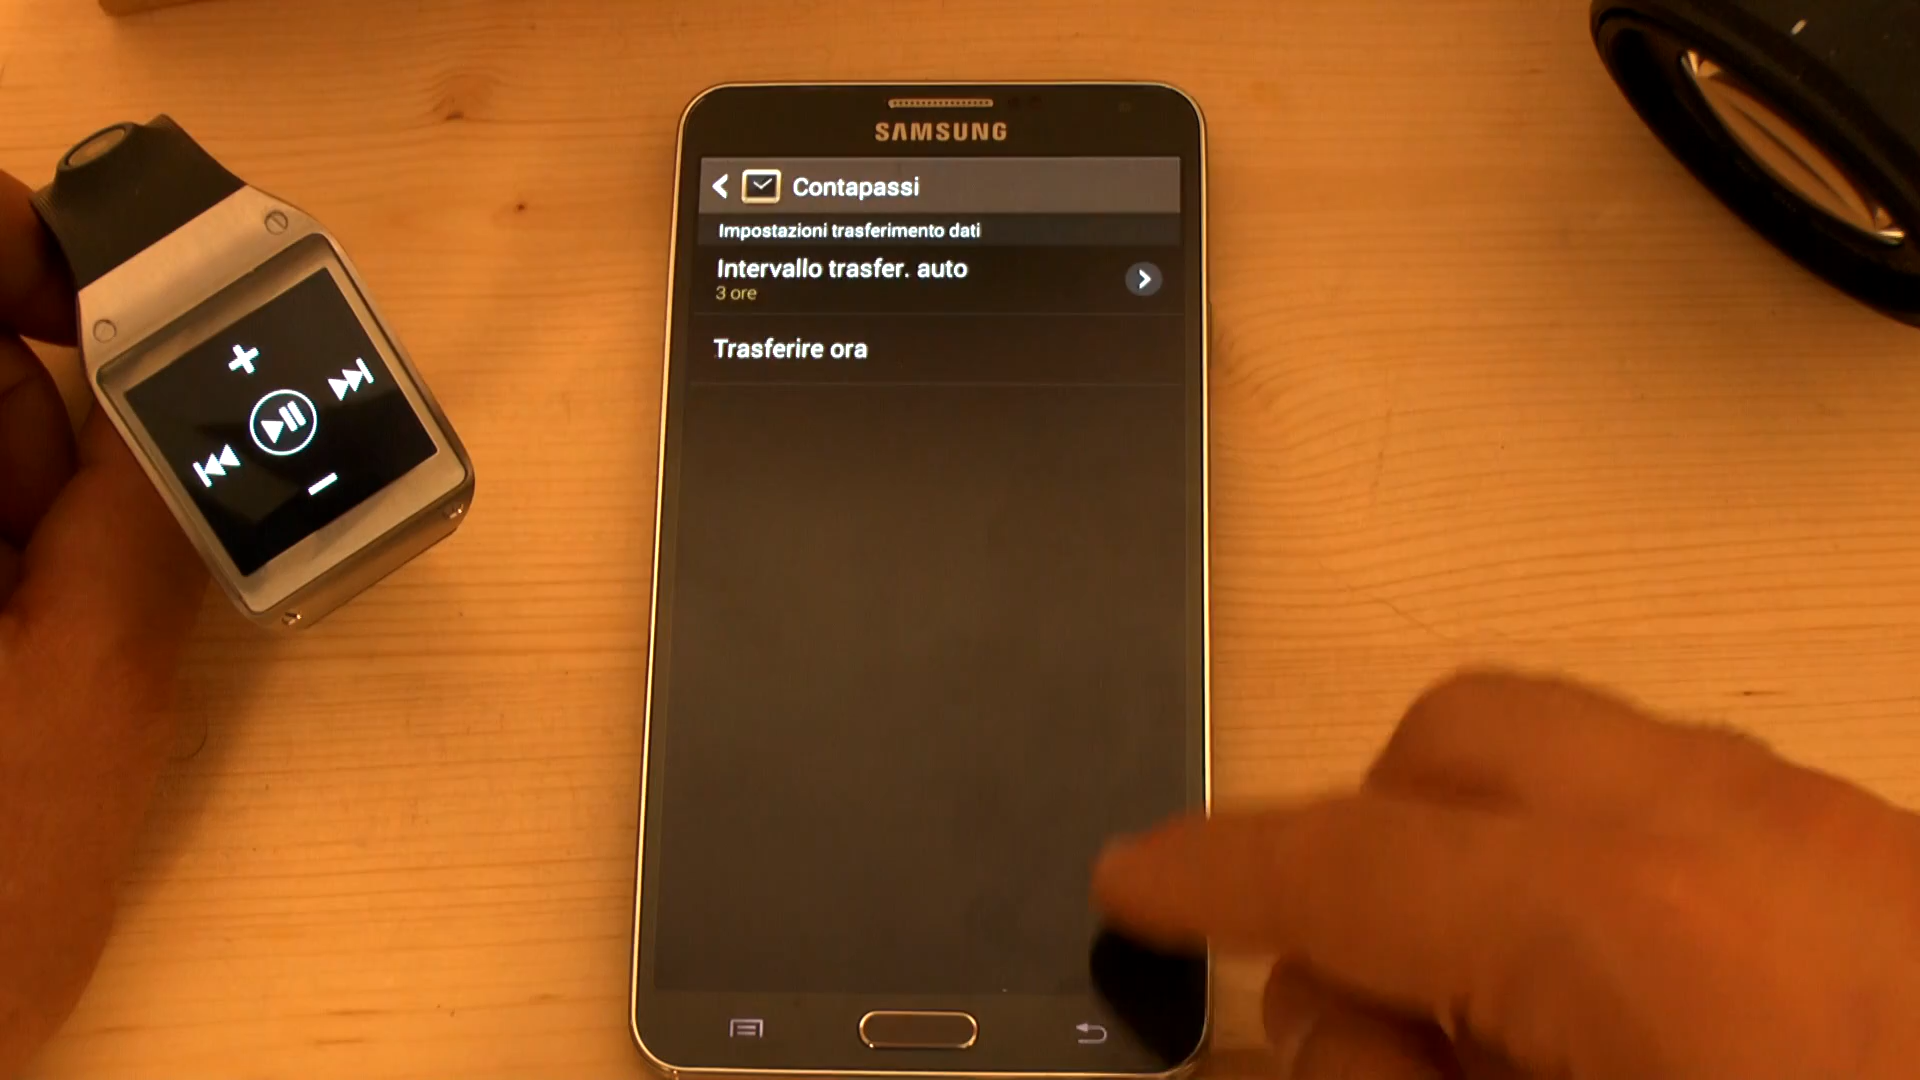 SAMSUNG
Contapassi
Impostazioni trasferimento dati
Intervallo trasfer. auto
3 ore
Trasferire ora